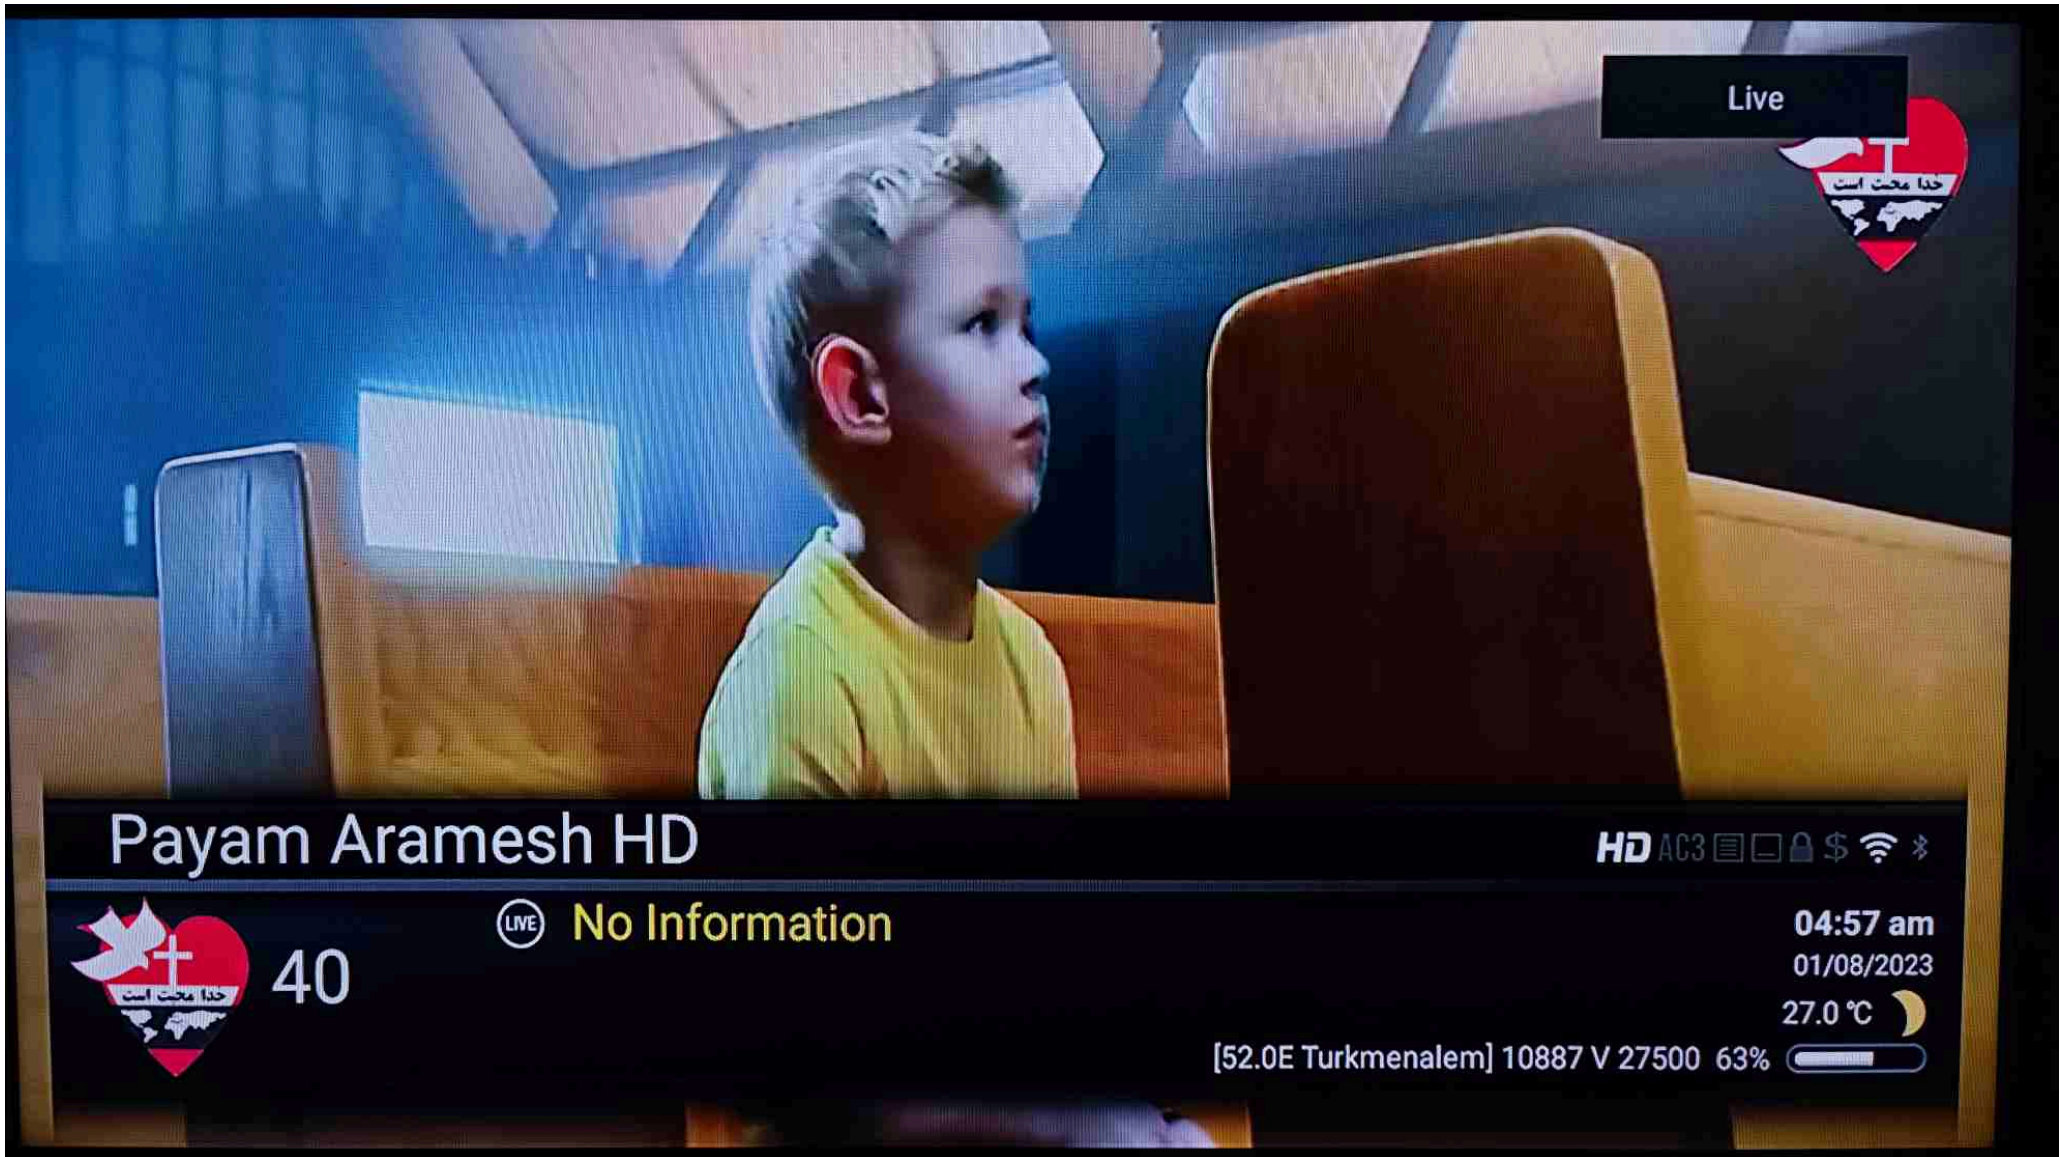 Live
خدا محبت است
Payam Aramesh HD
HD AC3 $
LIVE No Information
خدا محبت است
40
04:57 am
01/08/2023
27.0 °C
[52.0E Turkmenalem] 10887 V 27500 63%